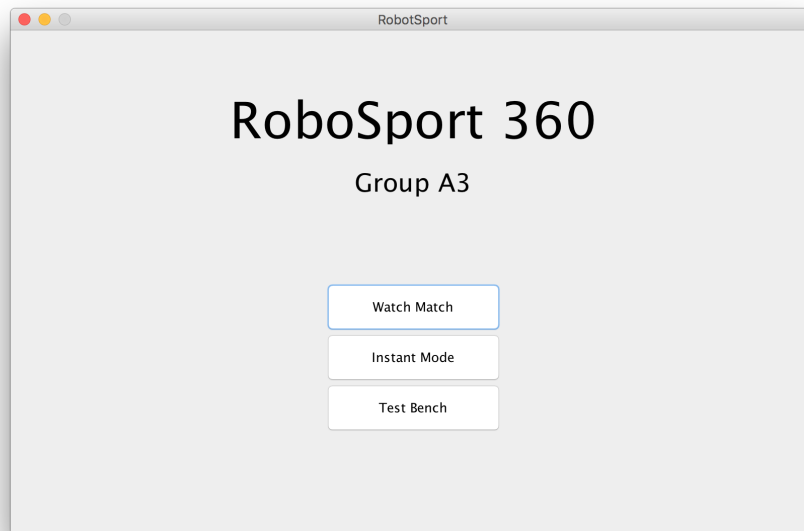 RobotSport
RoboSport 360
Group A3
Watch Match
Instant Mode
Test Bench